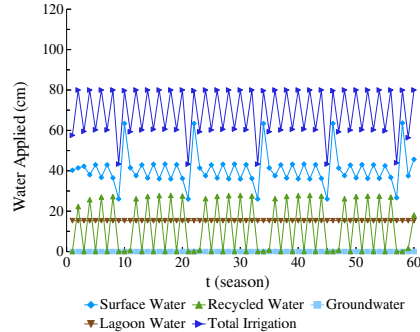 120
100
80
60
40
20
0
Water Applied (cm)
0 10 20 30 40 50 60
t (season)
Surface Water Recycled Water Groundwater
Lagoon Water Total Irrigation